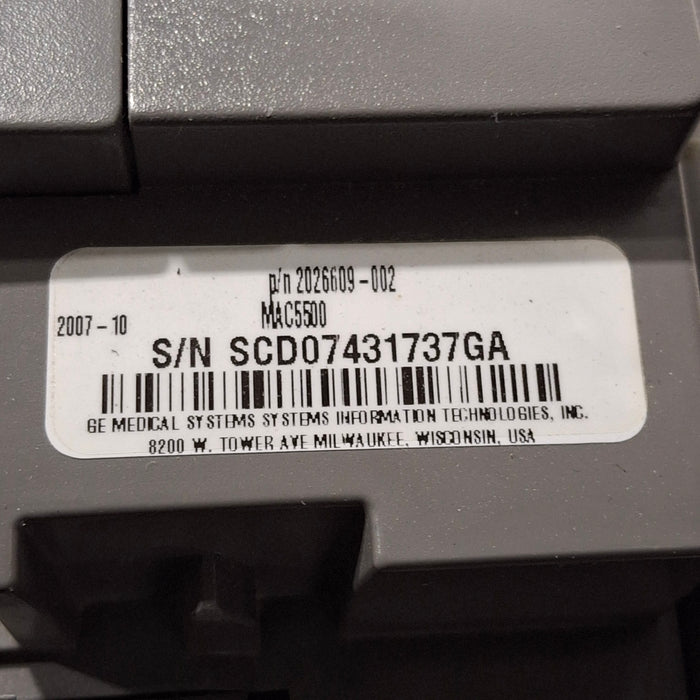 p/n 2026609-002
MAC5500
2007-10
S/N SCD07431737GA
GE MEDICAL SYSTEMS SYSTEMS INFORMATION TECHNOLOGIES, INC.
8200 W. TOWER AVE MILWAUKEE, WISCONSIN, USA